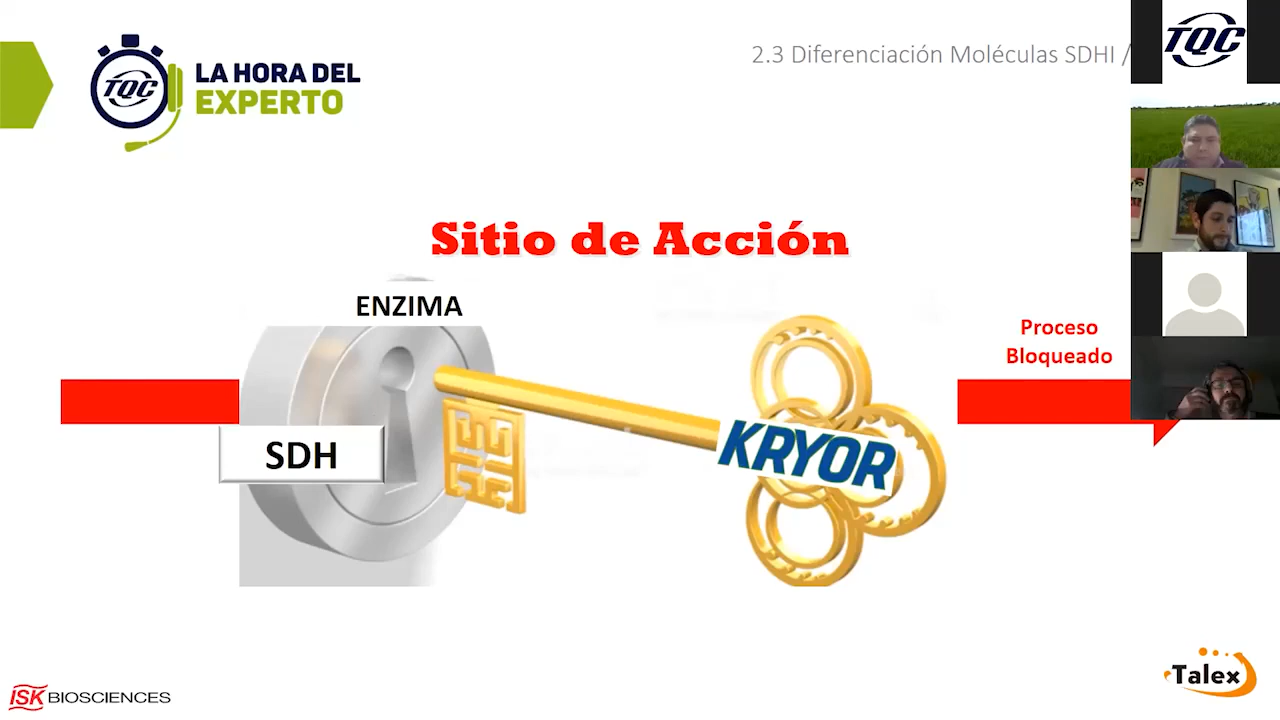 TQC
LA HORA DEL
EXPERTO
2.3 Diferenciación Moléculas SDHI /
TQC
Sitio de Acción
ENZIMA
Proceso
Bloqueado
SDH
KRYOR
ISK BIOSCIENCES
Talex